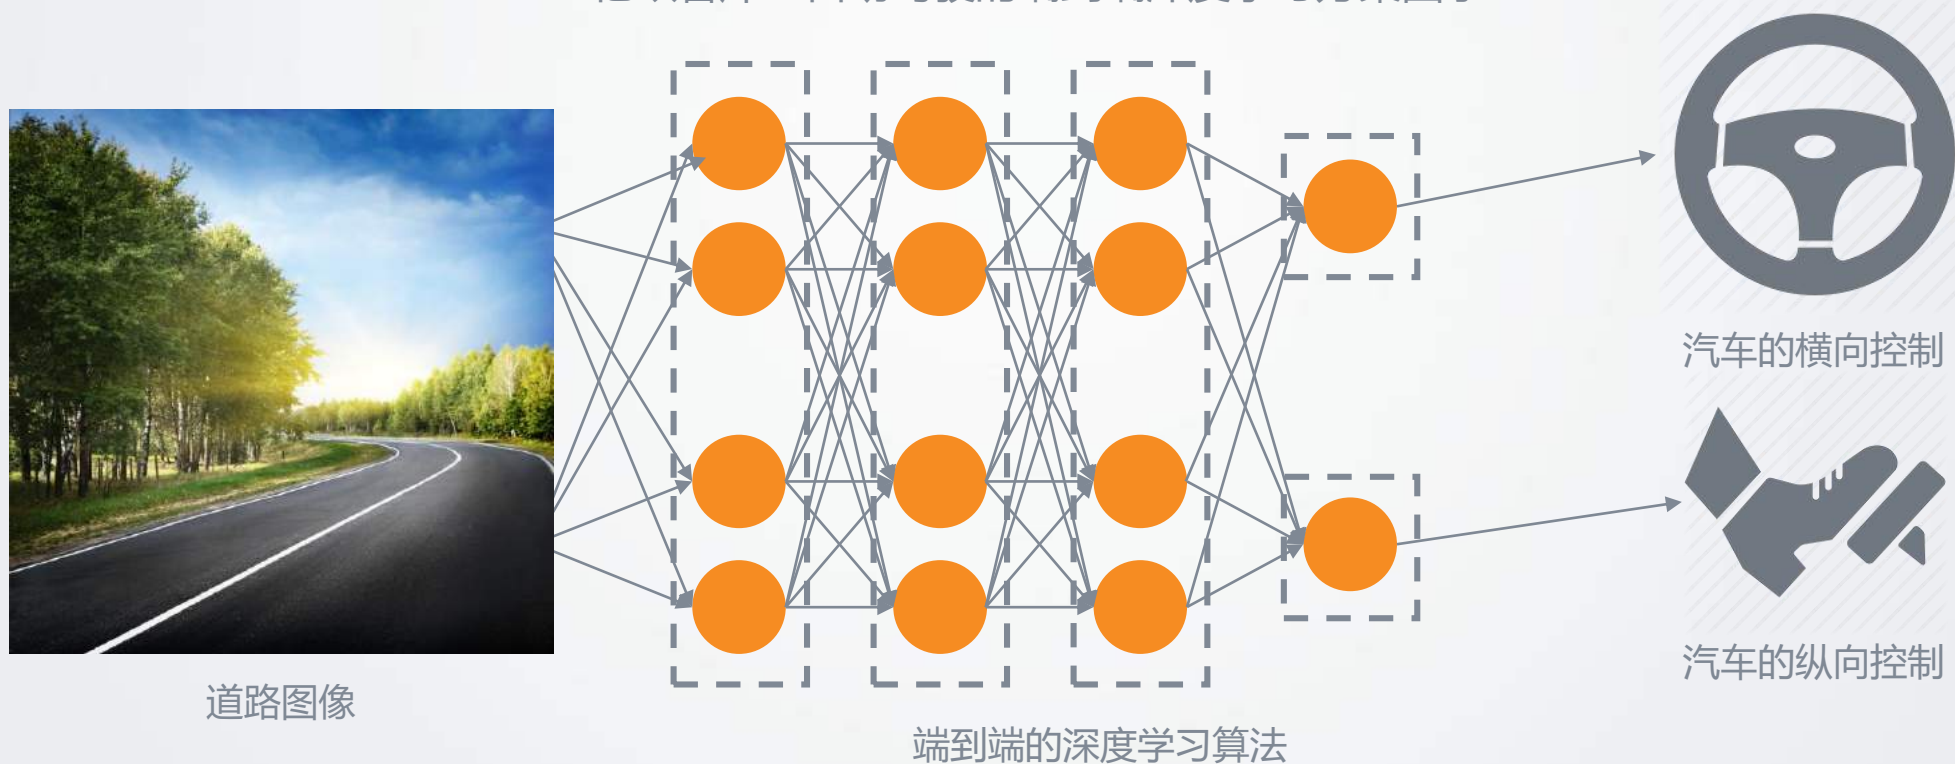 汽车的横向控制
汽车的纵向控制
道路图像
端到端的深度学习算法